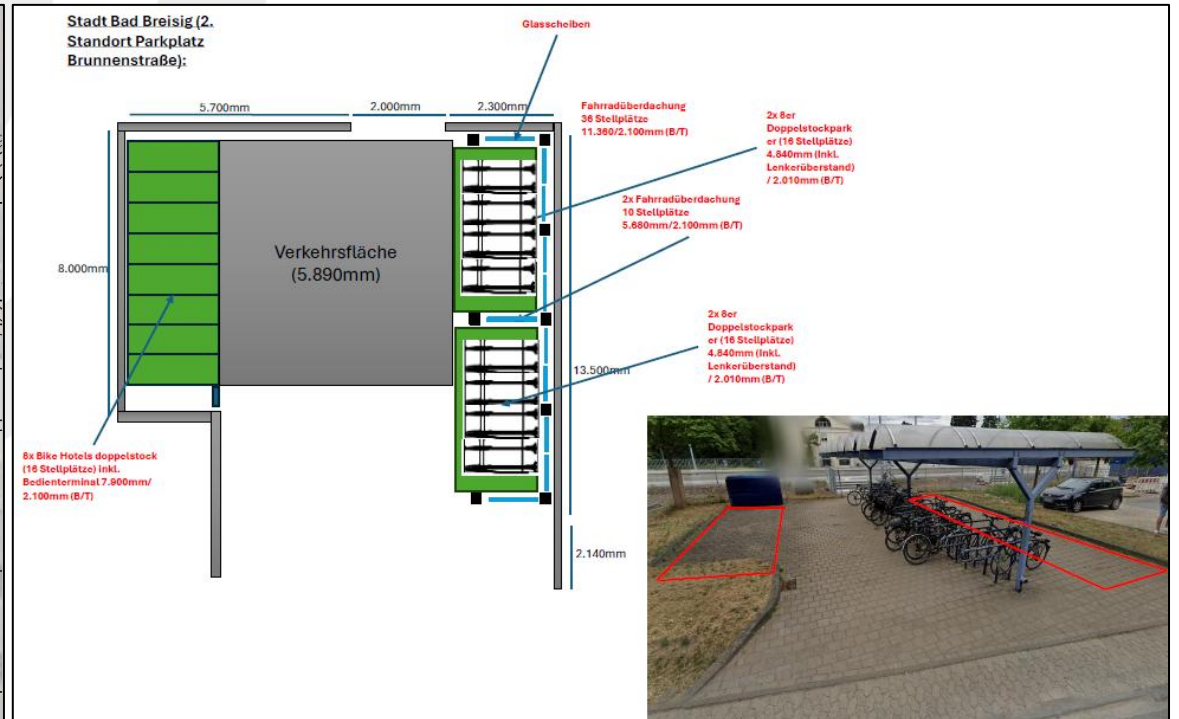 Stadt Bad Breisig (2.
Standort Parkplatz
Brunnenstraße):
Glasscheiben
5.700mm
2.000mm
2.300mm
Fahrradüberdachung
36 Stellplätze
11.360/2.100mm (B/T)
2x 8er
Doppelstockpark
er (16 Stellplätze)
4.840mm (Inkl.
Lenkerüberstand)
/ 2.010mm (B/T)
2x Fahrradüberdachung
10 Stellplätze
5.680mm/2.100mm (B/T)
Verkehrsfläche
(5.890mm)
8.000mm
2x 8er
Doppelstockpark
er (16 Stellplätze)
4.840mm (Inkl.
Lenkerüberstand)
/ 2.010mm (B/T)
13.500mm
8x Bike Hotels doppelstock
(16 Stellplätze) inkl.
Bedienterminal 7.900mm/
2.100mm (B/T)
2.140mm